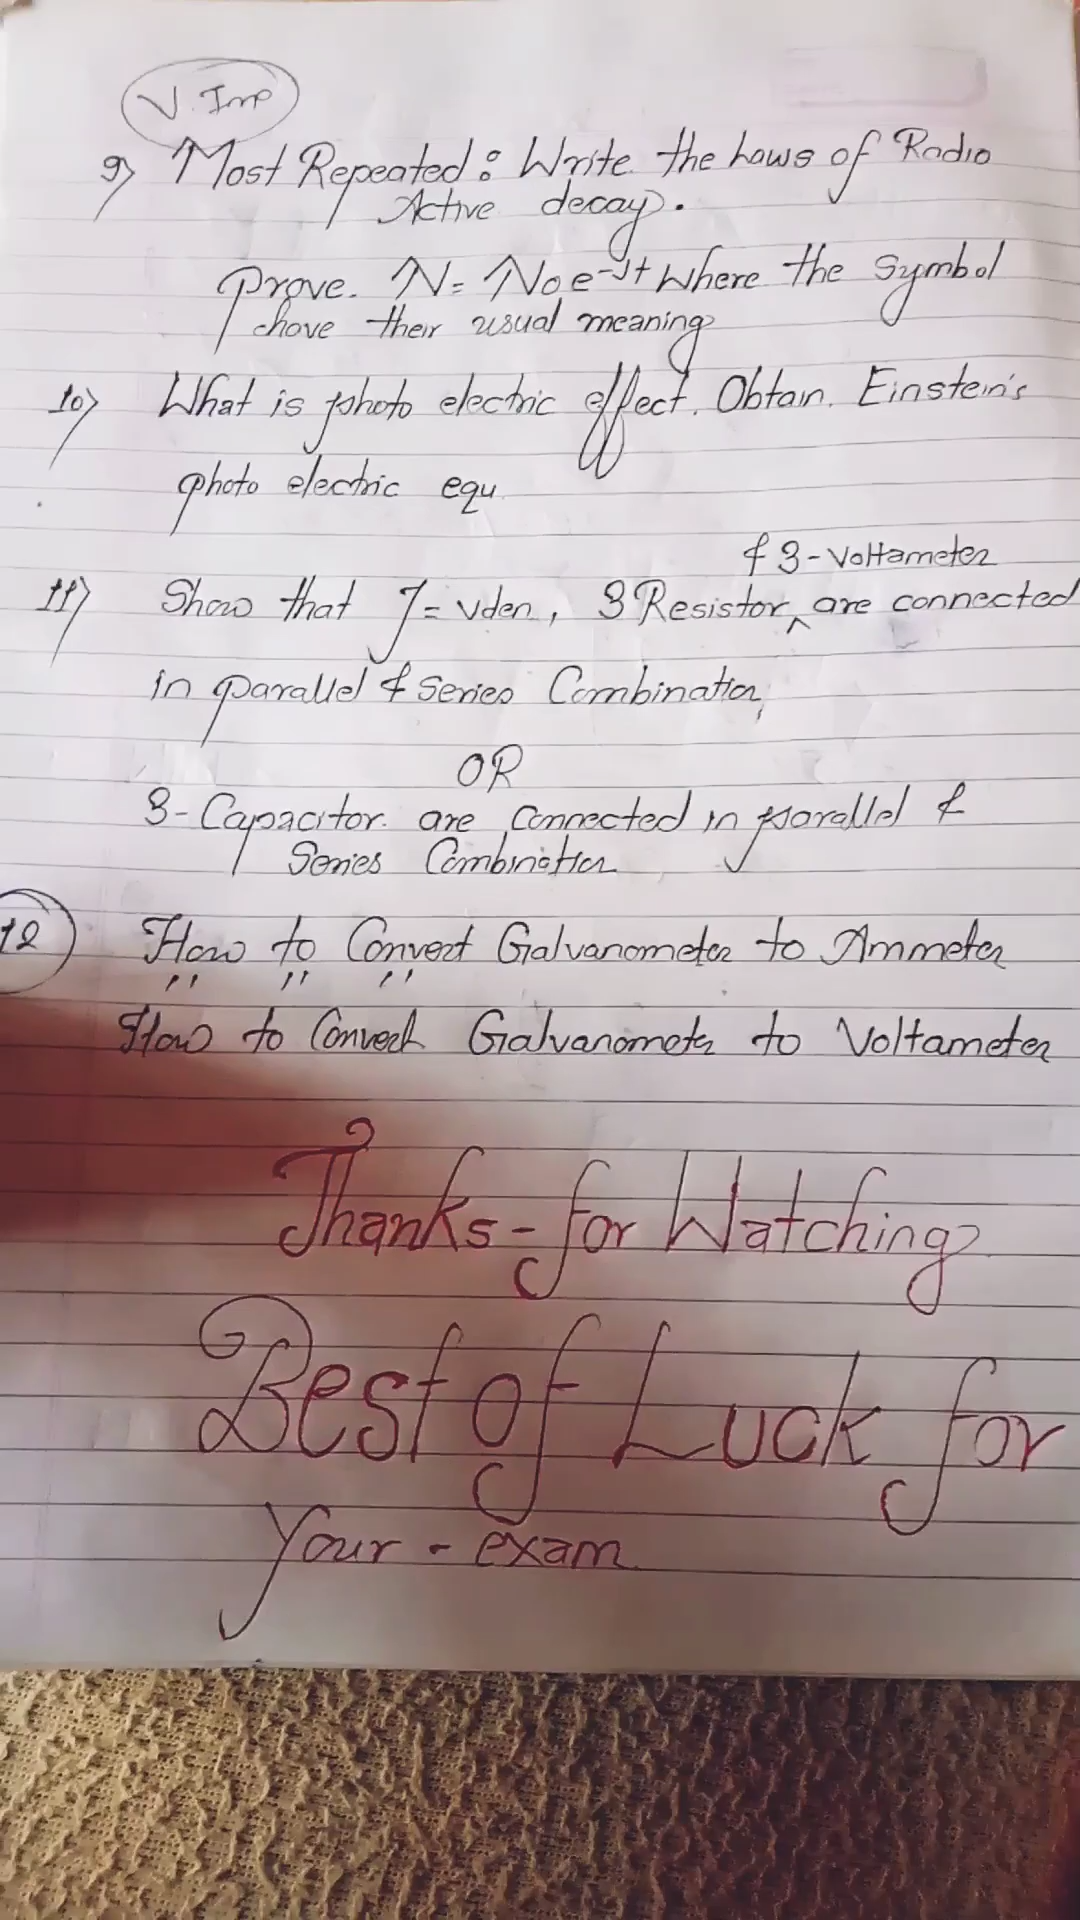 V. Imp
9) Most Repeated: Write the Laws of Radio
Active decay.
Prove. N = Noe-λt Where the Symbol
have their usual meaning
10) What is photo electric effect. Obtain. Einstein's
photo electric equ
& 3-Voltameter
11) Show that J = Vden, 3 Resistor ^ are connected
in parallel & Series Combination,
OR
3-Capacitor are Connected in parallel &
Series Combination
12 How to Convert Galvanometer to Ammeter
" " "
How to Convert Galvanometer to Voltameter
Thanks-for Watching
Best of Luck for
Your-exam